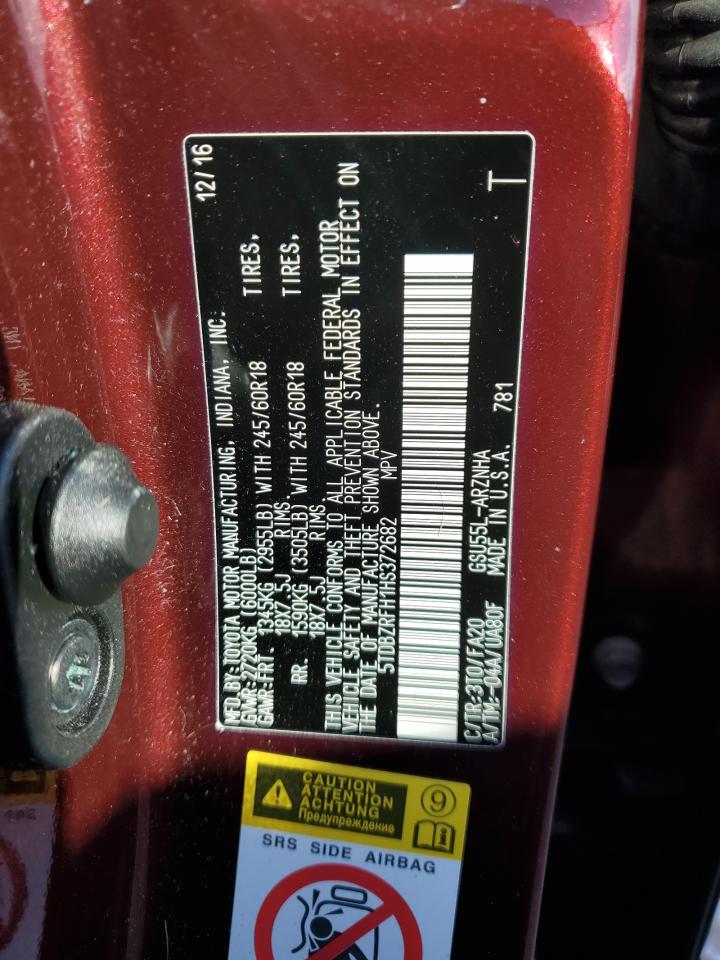 MFD BY:TOYOTA MOTOR MANUFACTURING, INDIANA, INC. 12/16
GVWR-2720KG (6000LB)
GAWR-FRT 1345KG (2955LB) WITH 245/60R18 TIRES,
18X7.5J RIMS.
RR. 1590KG (3505LB) WITH 245/60R18 TIRES,
18X7.5J RIMS
THIS VEHICLE CONFORMS TO ALL APPLICABLE FEDERAL MOTOR
VEHICLE SAFETY AND THEFT PREVENTION STANDARDS IN EFFECT ON
THE DATE OF MANUFACTURE SHOWN ABOVE.
5TDBZRFH1HS372682 MPV
C/TR:3T0/FA20 GSU55L-ARZNHA
A/TM:-04A/UA80F MADE IN U.S.A. 781 T
CAUTION
ATTENTION
ACHTUNG
Предупреждение
9
SRS SIDE AIRBAG